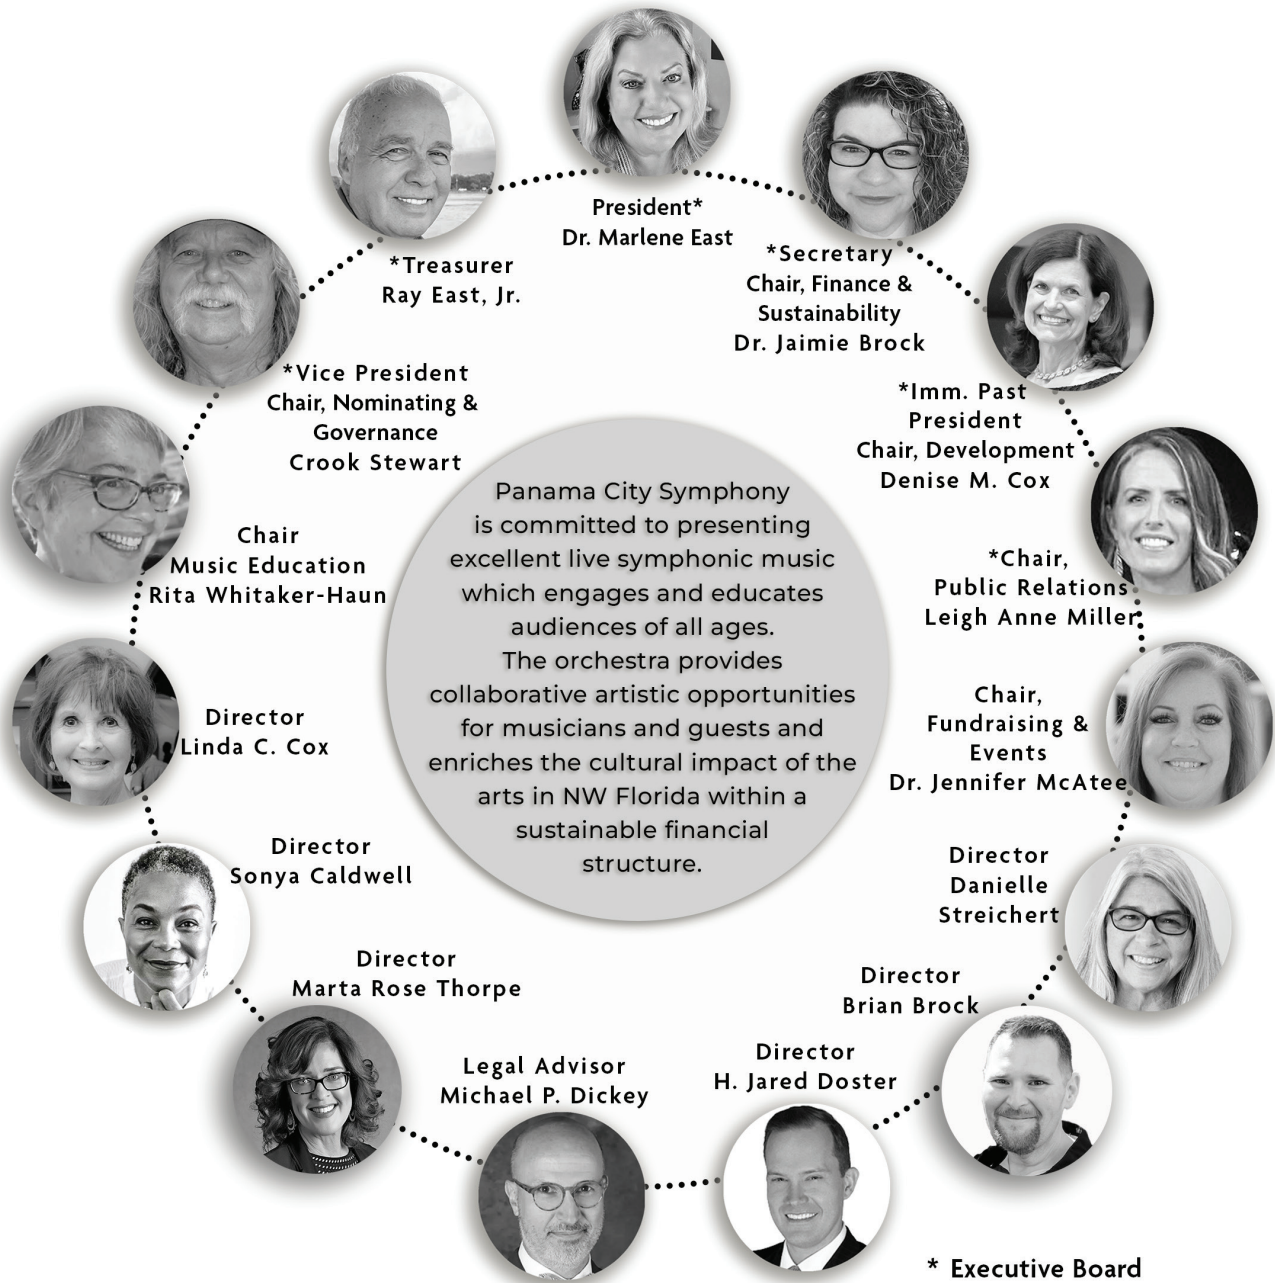 President*
Dr. Marlene East
*Secretary
Chair, Finance &
Sustainability
Dr. Jaimie Brock
*Imm. Past
President
Chair, Development
Denise M. Cox
*Chair,
Public Relations
Leigh Anne Miller
Chair,
Fundraising &
Events
Dr. Jennifer McAtee
Director
Danielle
Streichert
Director
Brian Brock
Director
H. Jared Doster
Legal Advisor
Michael P. Dickey
Director
Marta Rose Thorpe
Director
Sonya Caldwell
Director
Linda C. Cox
Chair
Music Education
Rita Whitaker-Haun
*Vice President
Chair, Nominating &
Governance
Crook Stewart
*Treasurer
Ray East, Jr.
Panama City Symphony
is committed to presenting
excellent live symphonic music
which engages and educates
audiences of all ages.
The orchestra provides
collaborative artistic opportunities
for musicians and guests and
enriches the cultural impact of the
arts in NW Florida within a
sustainable financial
structure.
* Executive Board